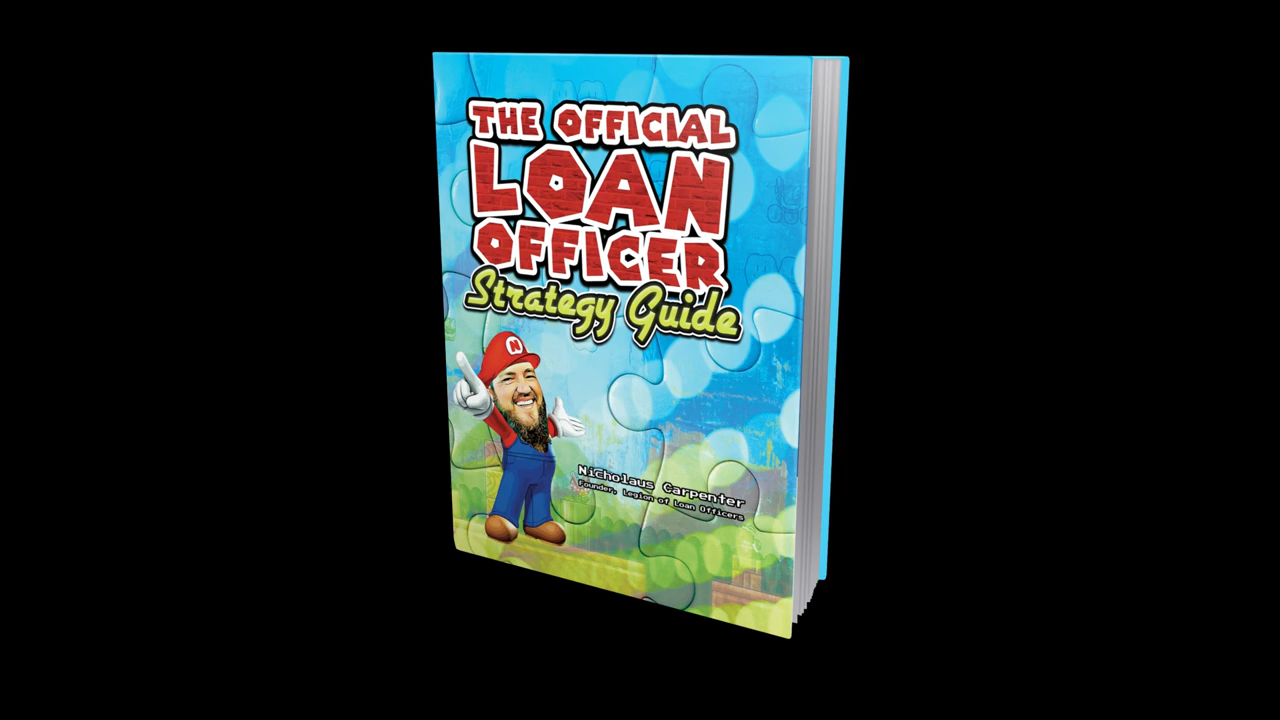 THE OFFICIAL
LOAN
OFFICER
Strategy Guide
N
Nicholaus Carpenter
Founder, Legion of Loan Officers